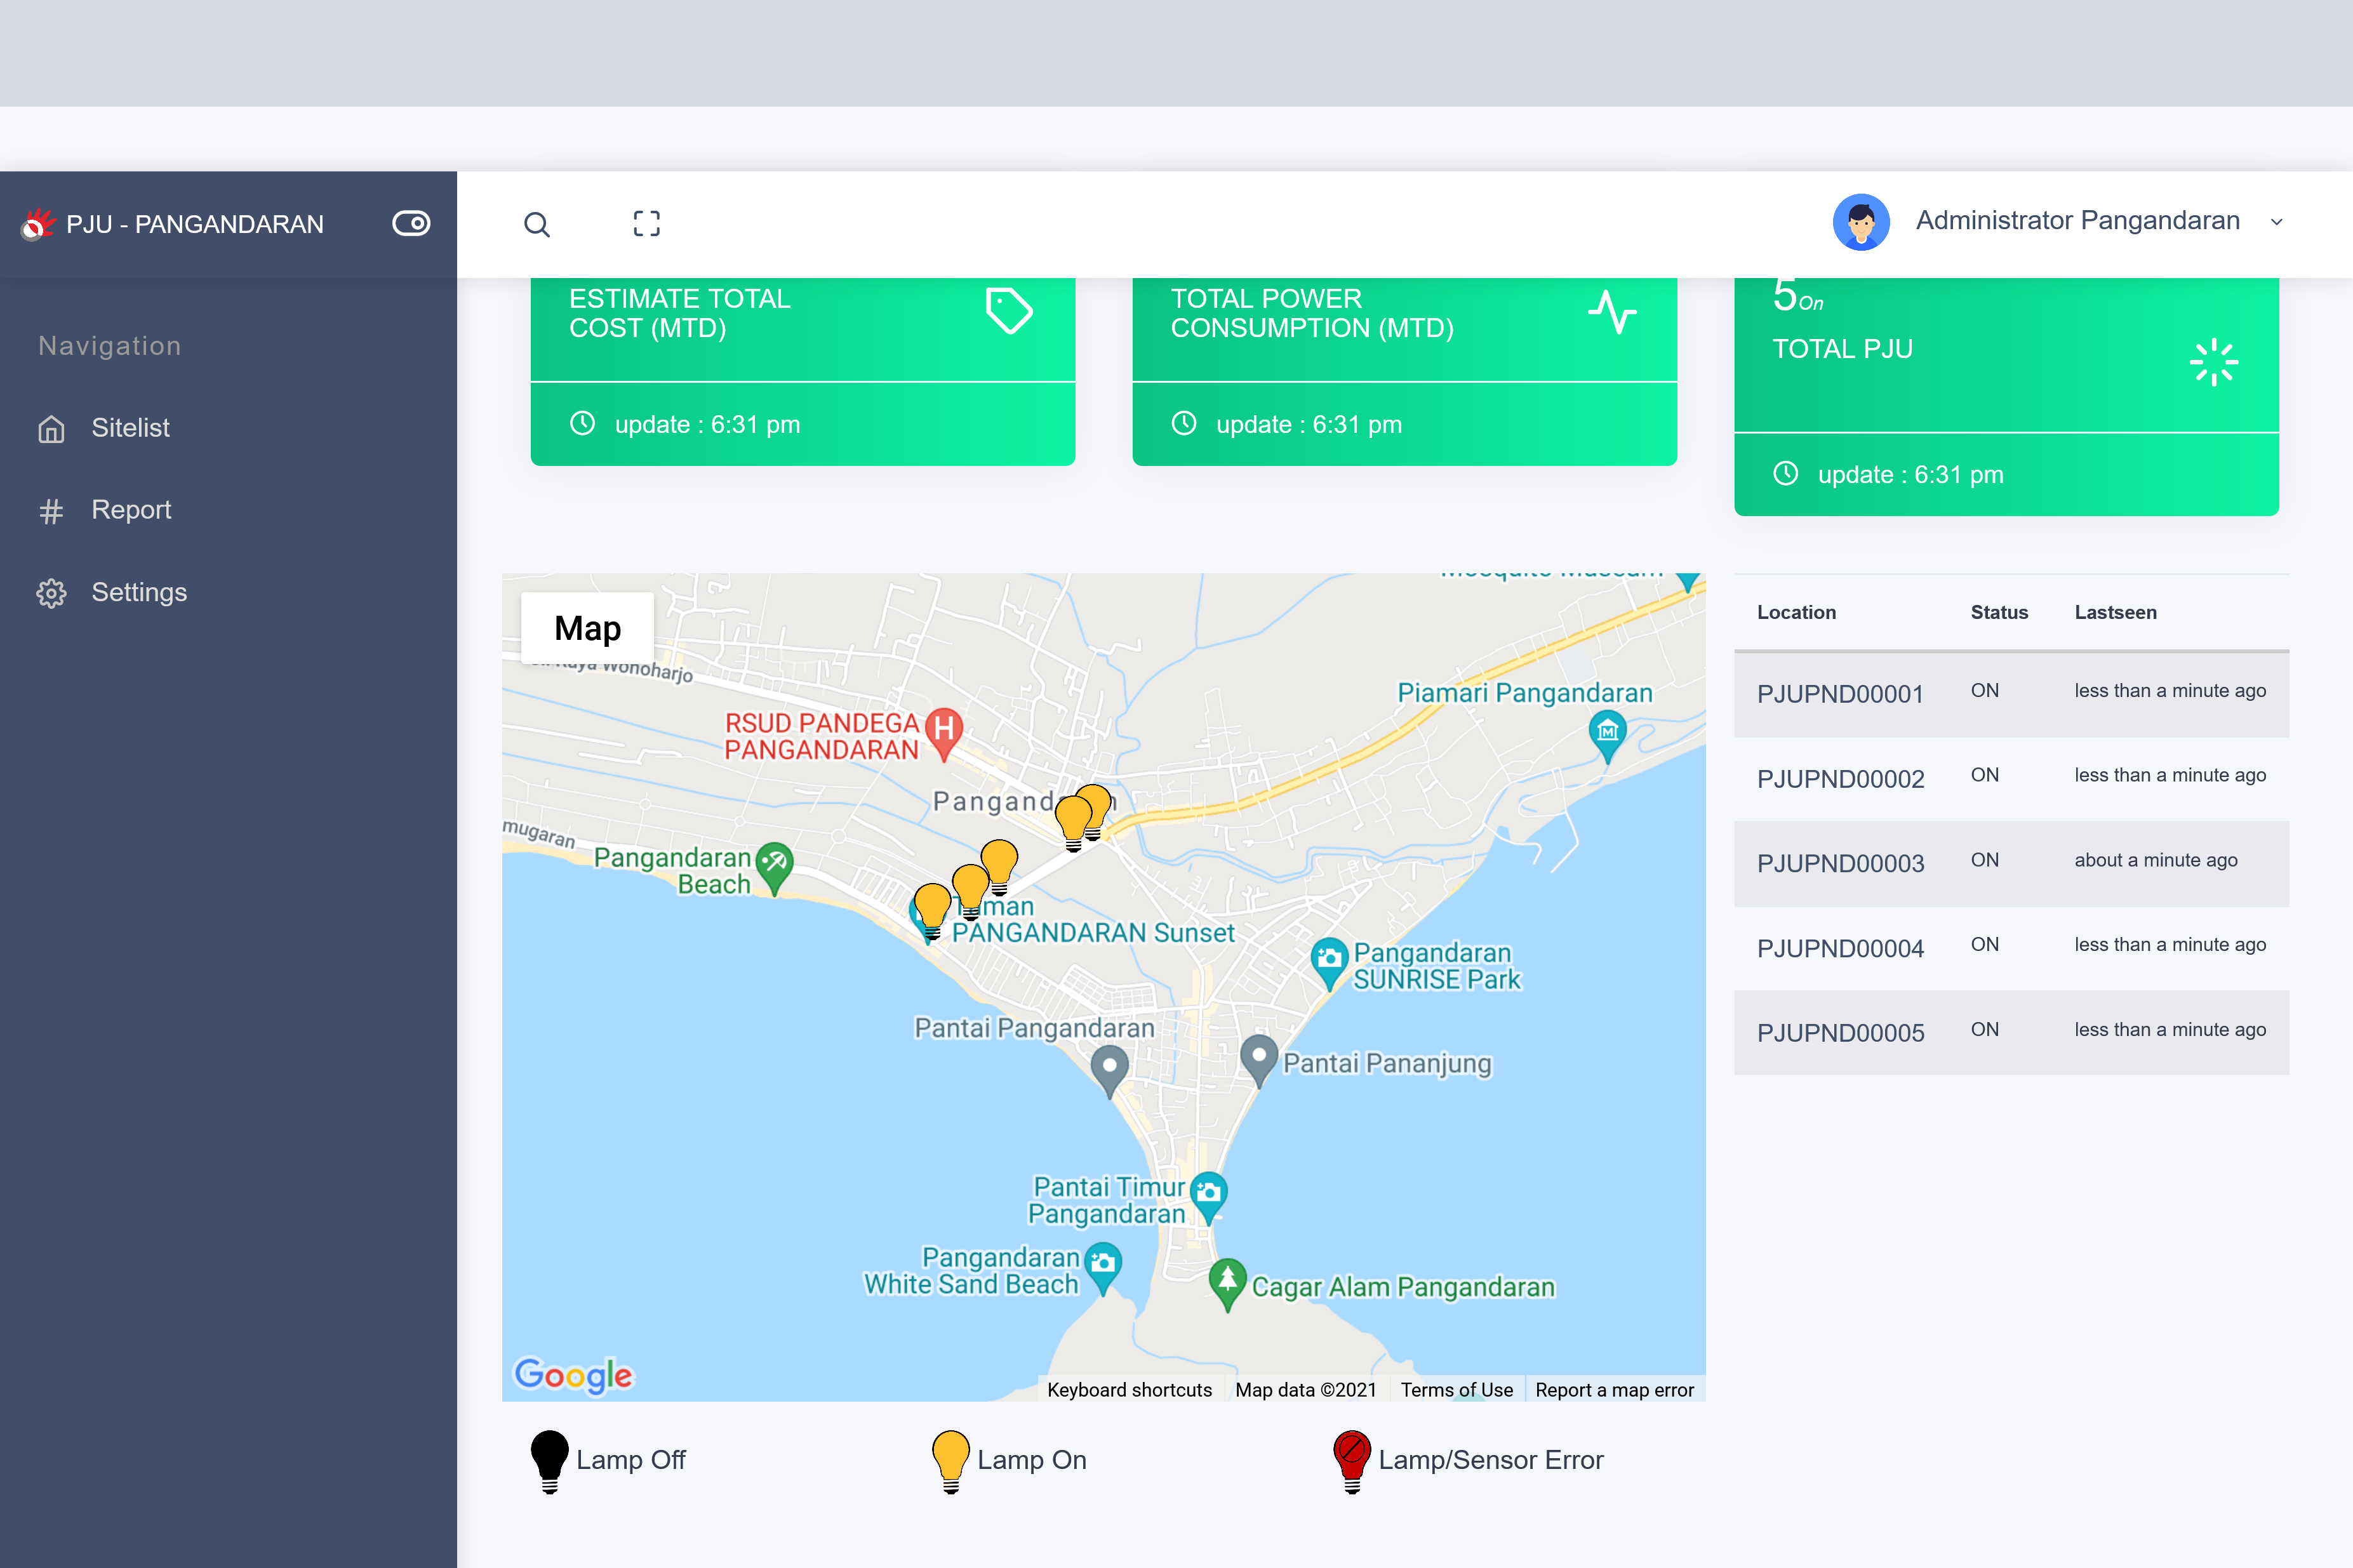 PJU - PANGANDARAN
Administrator Pangandaran
Navigation
Sitelist
Report
Settings
ESTIMATE TOTAL
COST (MTD)
update : 6:31 pm
TOTAL POWER
CONSUMPTION (MTD)
update : 6:31 pm
5 On
TOTAL PJU
update : 6:31 pm
Map
Mosquito Museum
Raya Wonoharjo
Piamari Pangandaran
RSUD PANDEGA
PANGANDARAN
H
M
mugaran
Pangandaran
Beach
PANGANDARAN Sunset
Pangandaran
SUNRISE Park
Pantai Pangandaran
Pantai Pananjung
Pantai Timur
Pangandaran
Pangandaran
White Sand Beach
Cagar Alam Pangandaran
Google
Keyboard shortcuts
Map data ©2021
Terms of Use
Report a map error
Lamp Off
Lamp On
Lamp/Sensor Error
Location Status Lastseen
PJUPND00001 ON less than a minute ago
PJUPND00002 ON less than a minute ago
PJUPND00003 ON about a minute ago
PJUPND00004 ON less than a minute ago
PJUPND00005 ON less than a minute ago